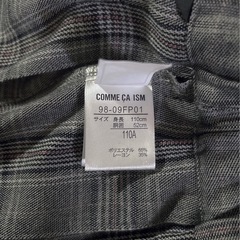 COMME ÇA ISM
98-09FP01
サイズ 身長 110cm
胴囲 52cm
110A
ポリエステル 65%
レーヨン 35%